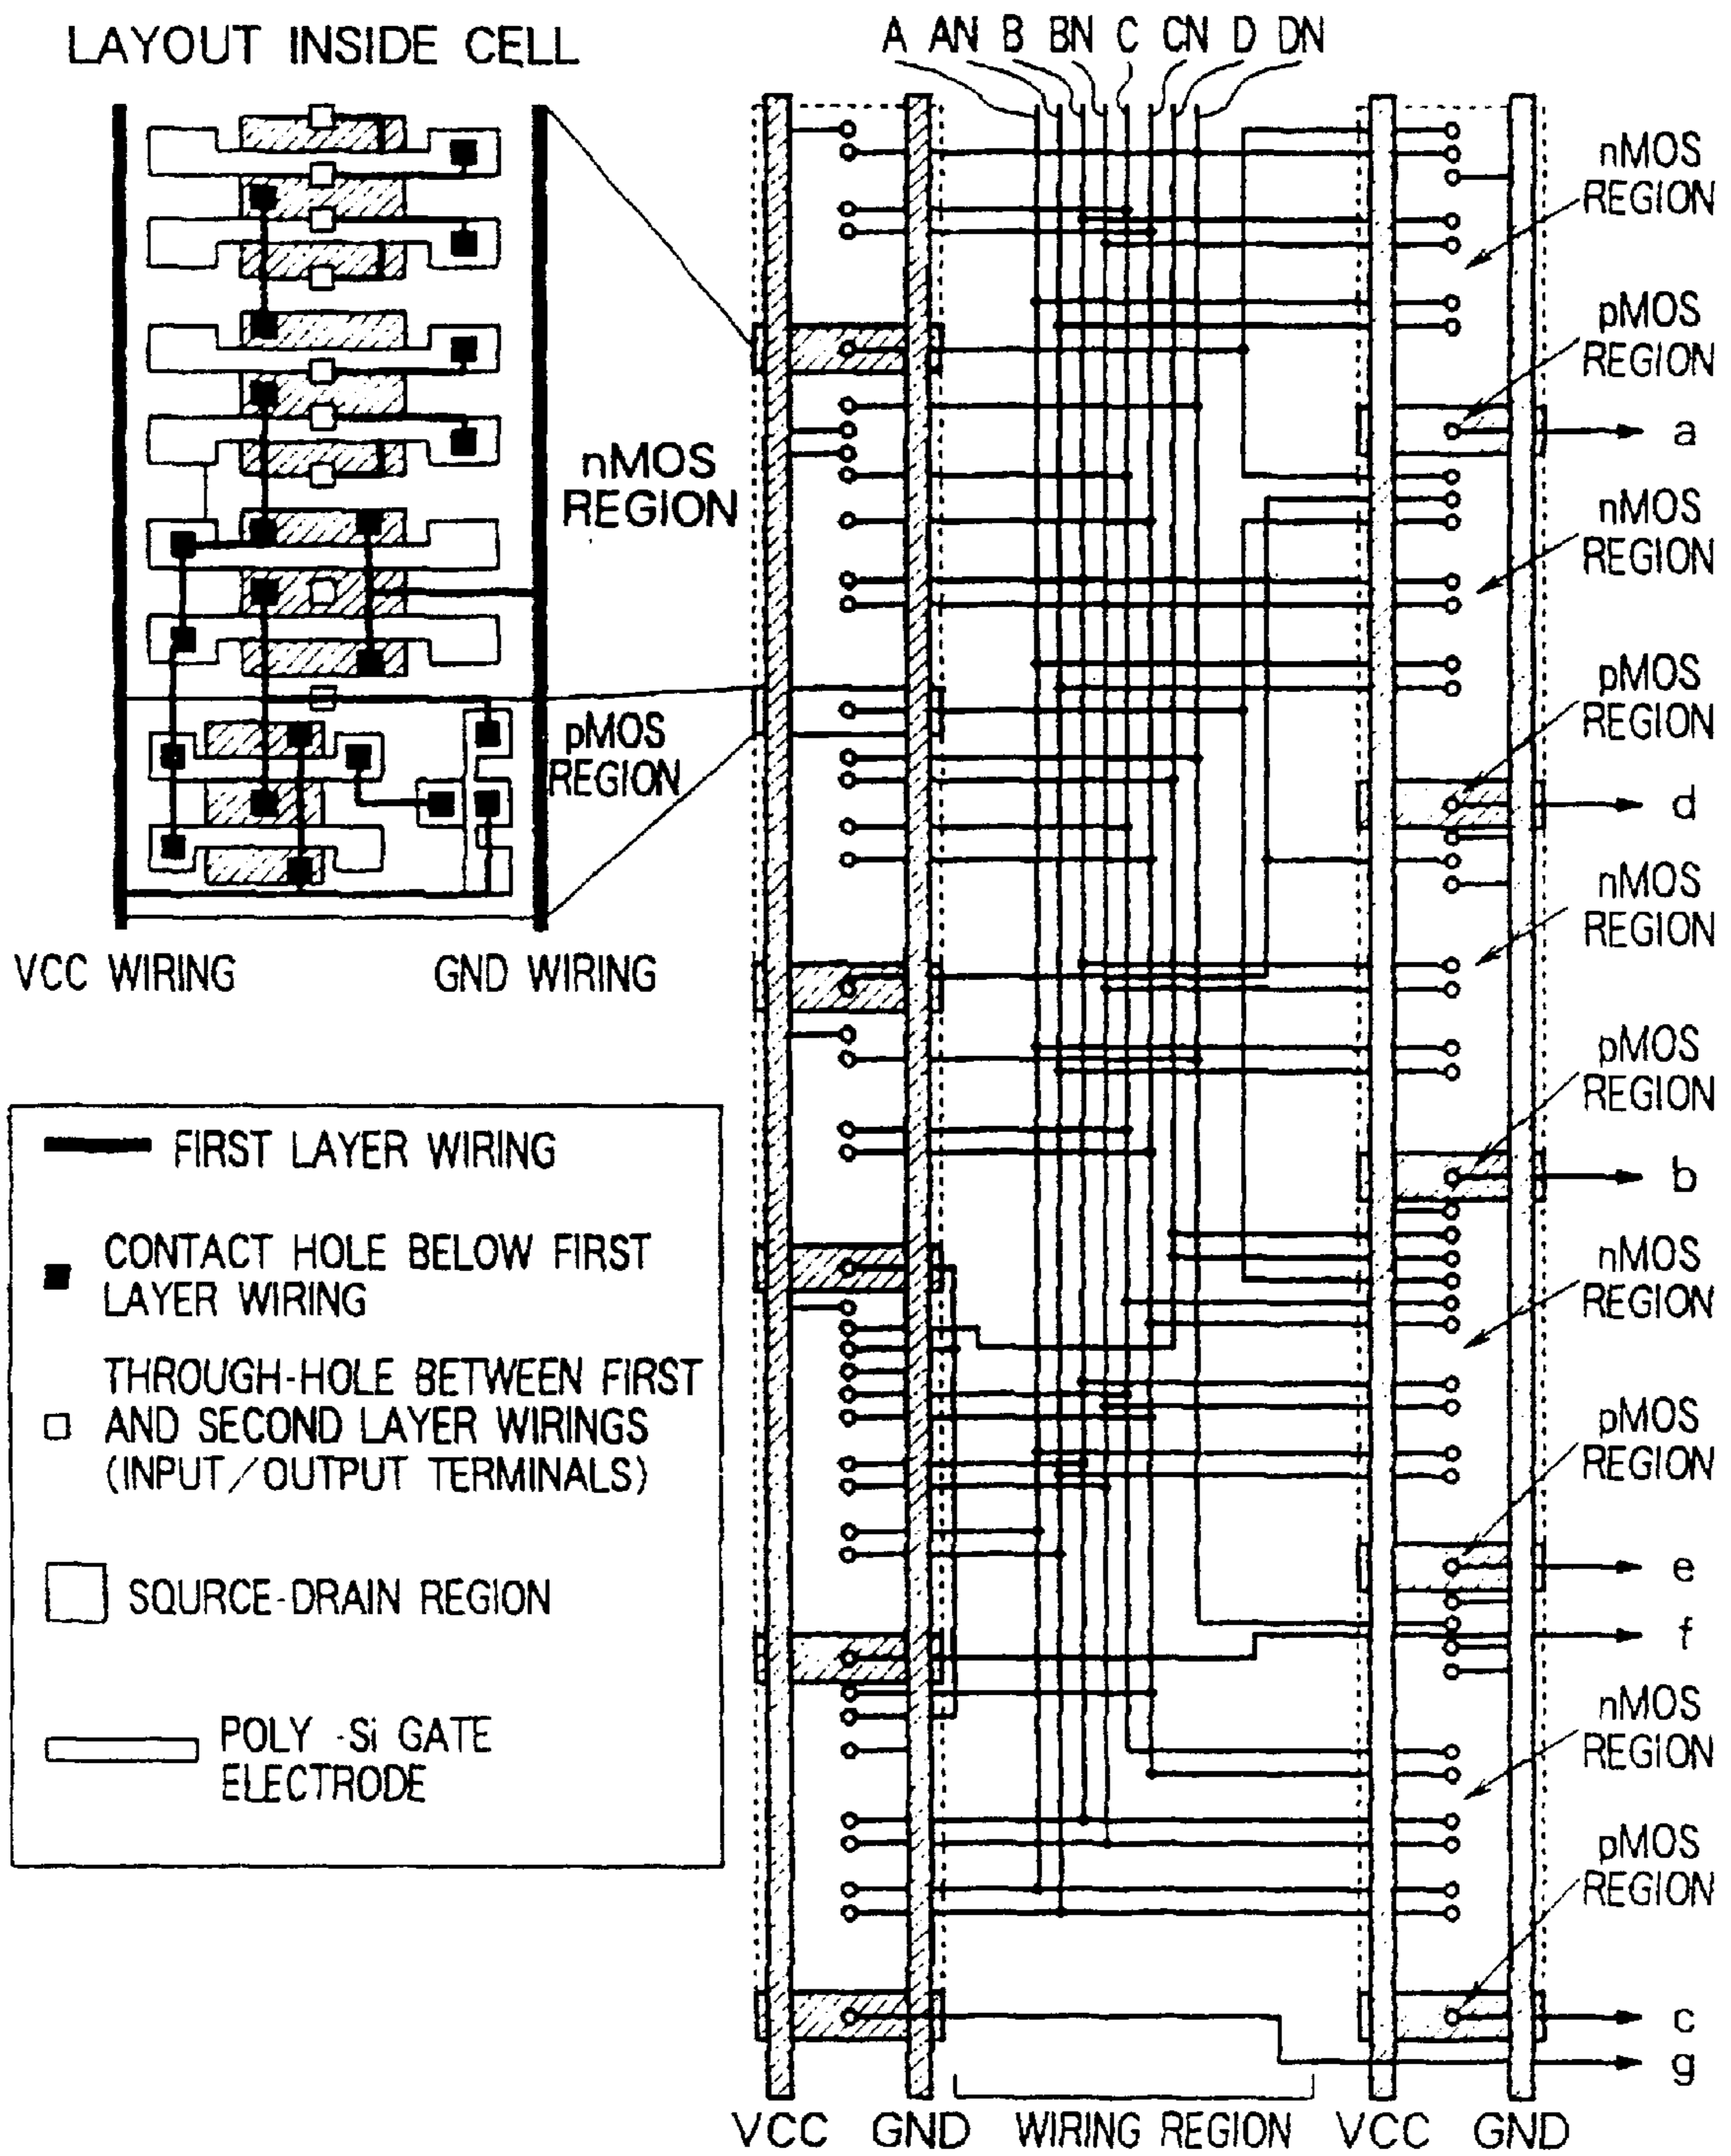 LAYOUT INSIDE CELL
A AN B BN C CN D DN
nMOS
REGION
pMOS
REGION
VCC WIRING
GND WIRING
FIRST LAYER WIRING
CONTACT HOLE BELOW FIRST
LAYER WIRING
THROUGH-HOLE BETWEEN FIRST
AND SECOND LAYER WIRINGS
(INPUT/OUTPUT TERMINALS)
SQURCE-DRAIN REGION
POLY -Si GATE
ELECTRODE
nMOS
REGION
pMOS
REGION
a
nMOS
REGION
pMOS
REGION
d
nMOS
REGION
pMOS
REGION
b
nMOS
REGION
pMOS
REGION
e
f
nMOS
REGION
pMOS
REGION
c
g
VCC GND WIRING REGION VCC GND